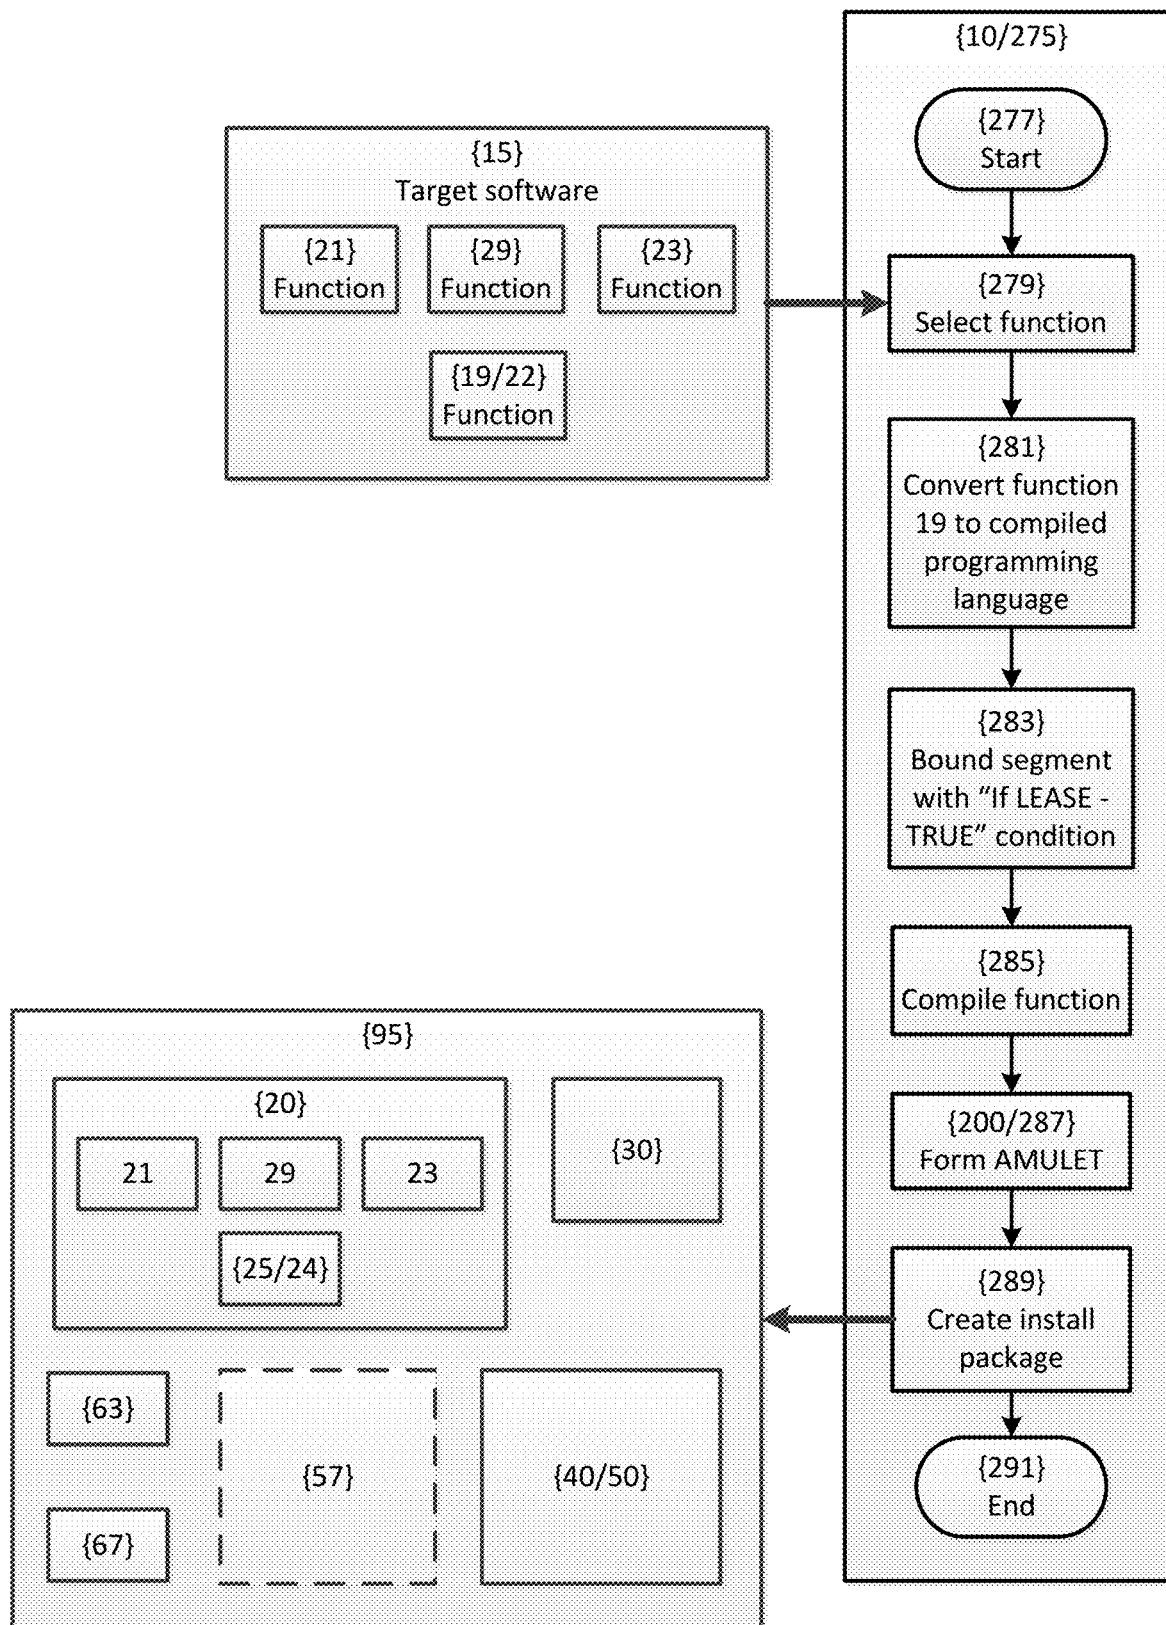 {10/275}
{277}
Start
{15}
Target software
{21}
Function
{29}
Function
{23}
Function
{19/22}
Function
{279}
Select function
{281}
Convert function
19 to compiled
programming
language
{283}
Bound segment
with “If LEASE -
TRUE” condition
{285}
Compile function
{200/287}
Form AMULET
{289}
Create install
package
{291}
End
{95}
{20}
21
29
23
{25/24}
{30}
{63}
{57}
{40/50}
{67}